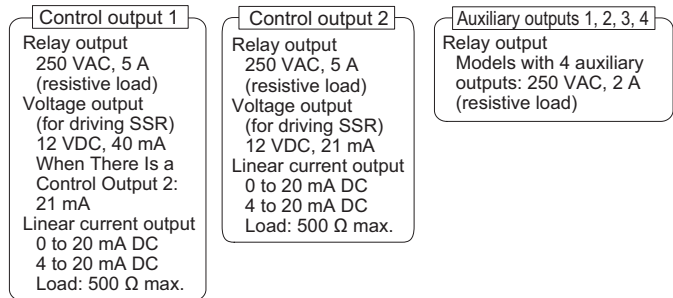 Control output 1
Relay output
250 VAC, 5 A
(resistive load)
Voltage output
(for driving SSR)
12 VDC, 40 mA
When There Is a
Control Output 2:
21 mA
Linear current output
0 to 20 mA DC
4 to 20 mA DC
Load: 500 Ω max.
Control output 2
Relay output
250 VAC, 5 A
(resistive load)
Voltage output
(for driving SSR)
12 VDC, 21 mA
Linear current output
0 to 20 mA DC
4 to 20 mA DC
Load: 500 Ω max.
Auxiliary outputs 1, 2, 3, 4
Relay output
Models with 4 auxiliary
outputs: 250 VAC, 2 A
(resistive load)